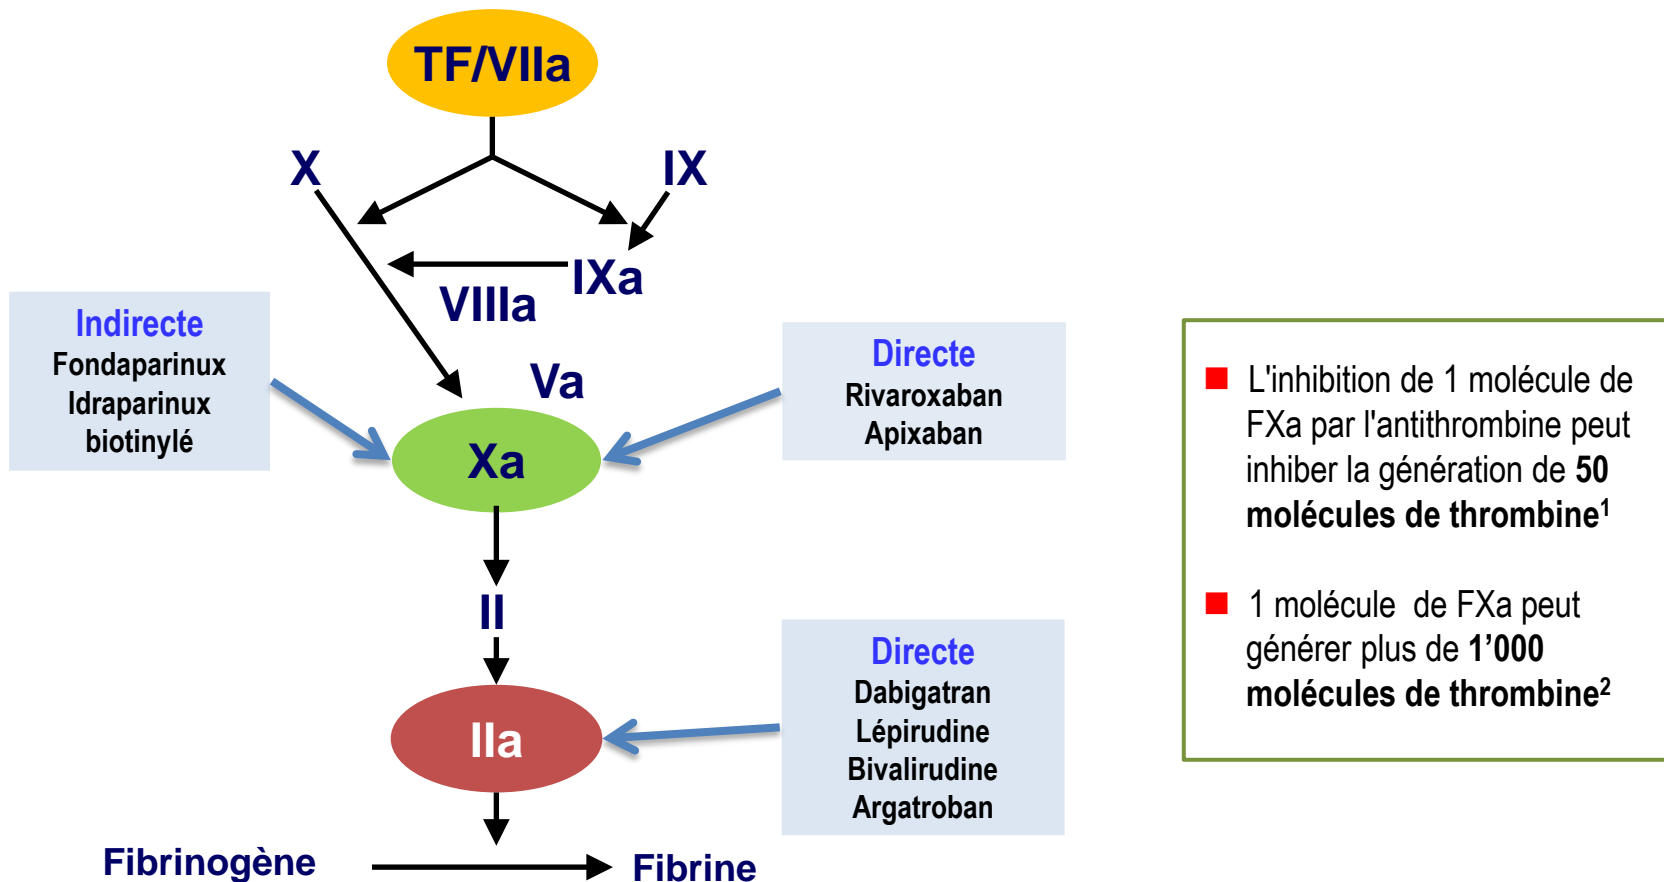 TF/VIIa
X
IX
IXa
VIIIa
Indirecte
Fondaparinux
Idraparinux
biotinylé
Va
Directe
Rivaroxaban
Apixaban
Xa
II
Directe
Dabigatran
Lépirudine
Bivalirudine
Argatroban
IIa
Fibrinogène
Fibrine
L'inhibition de 1 molécule de
FXa par l'antithrombine peut
inhiber la génération de 50
molécules de thrombine¹
1 molécule de FXa peut
générer plus de 1’000
molécules de thrombine²